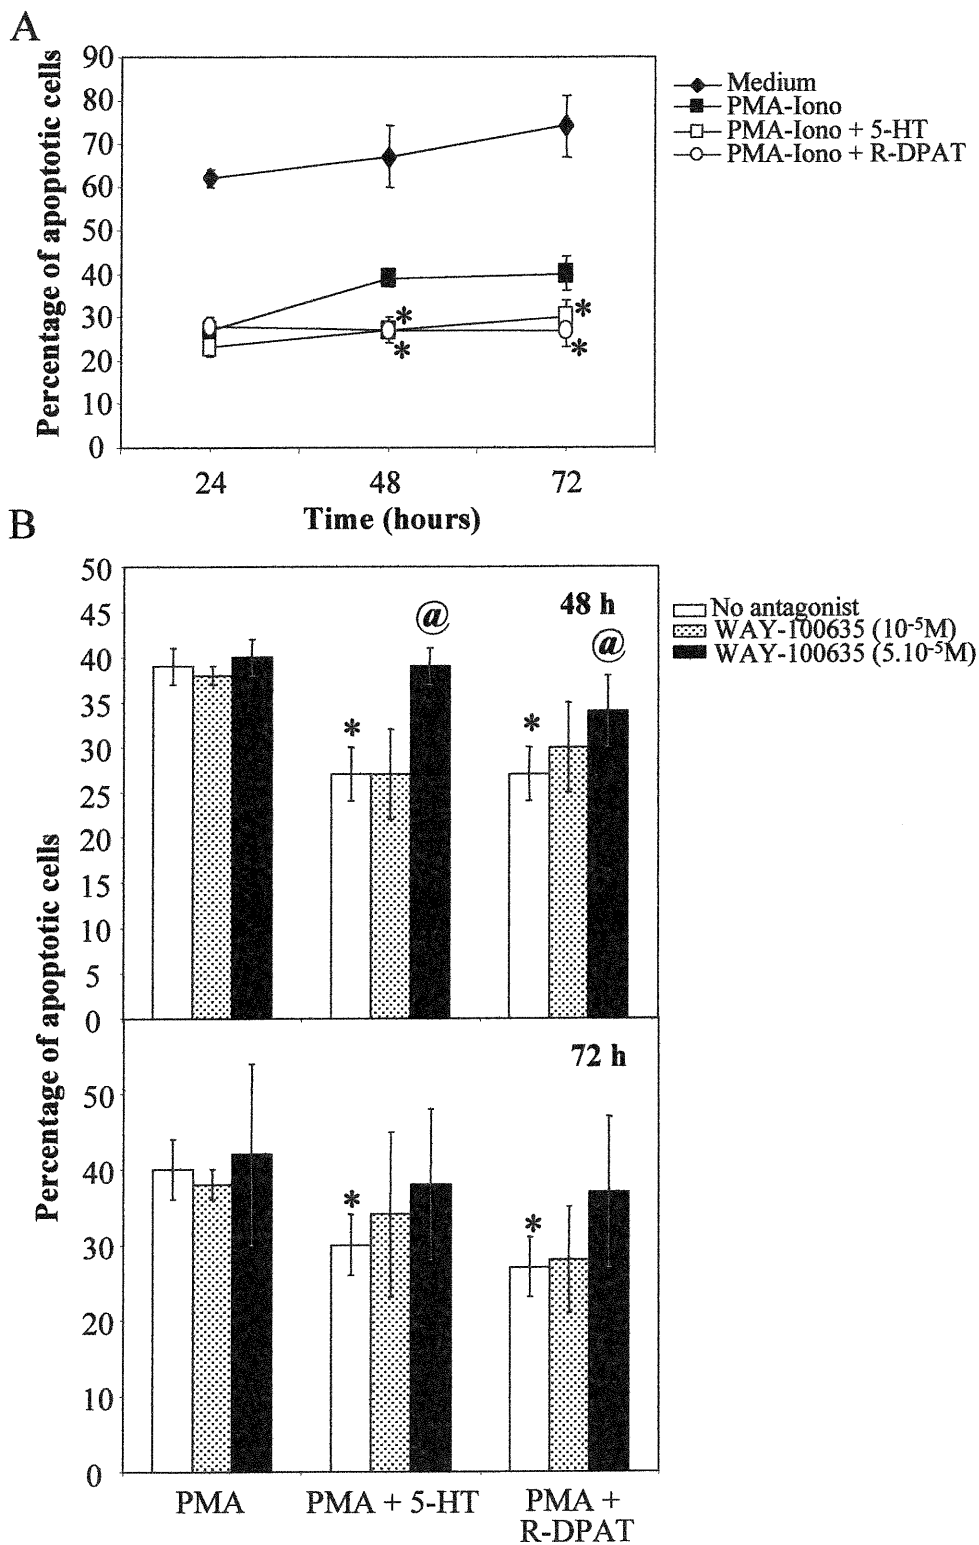 A
Percentage of apoptotic cells
90
80
70
60
50
40
30
20
10
0
*
*
*
*
24 48 72
Time (hours)
Medium
PMA-Iono
PMA-Iono + 5-HT
PMA-Iono + R-DPAT
B
Percentage of apoptotic cells
50
45
40
35
30
25
20
15
10
5
0
48 h
@
@
*
*
No antagonist
WAY-100635 (10⁻⁵M)
WAY-100635 (5.10⁻⁵M)
72 h
50
40
30
20
10
0
*
*
PMA PMA + 5-HT PMA +
R-DPAT